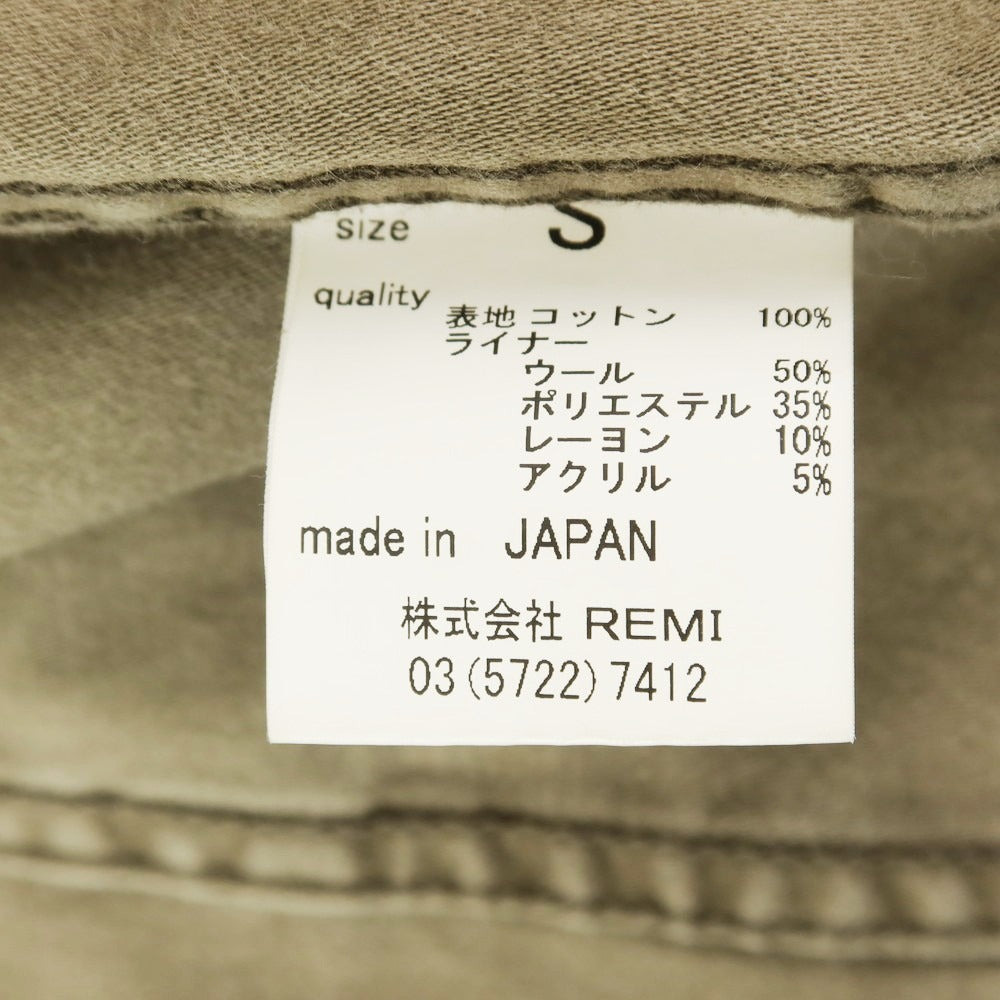 size S
quality
表地 コットン 100%
ライナー
ウール 50%
ポリエステル 35%
レーヨン 10%
アクリル 5%
made in JAPAN
株式会社 REMI
03(5722)7412